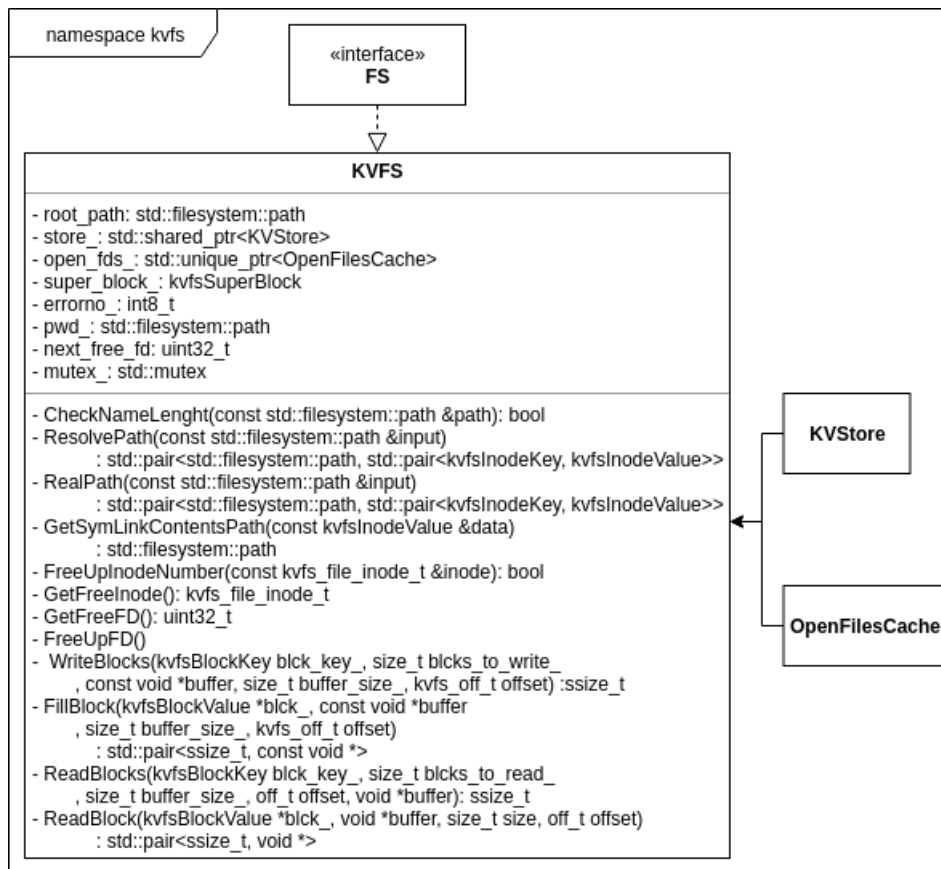 namespace kvfs
«interface»
FS
KVFS
- root_path: std::filesystem::path
- store_: std::shared_ptr<KVStore>
- open_fds_: std::unique_ptr<OpenFilesCache>
- super_block_: kvfsSuperBlock
- errorno_: int8_t
- pwd_: std::filesystem::path
- next_free_fd: uint32_t
- mutex_: std::mutex
- CheckNameLenght(const std::filesystem::path &path): bool
- ResolvePath(const std::filesystem::path &input)
: std::pair<std::filesystem::path, std::pair<kvfsInodeKey, kvfsInodeValue>>
- RealPath(const std::filesystem::path &input)
: std::pair<std::filesystem::path, std::pair<kvfsInodeKey, kvfsInodeValue>>
- GetSymLinkContentsPath(const kvfsInodeValue &data)
: std::filesystem::path
- FreeUpInodeNumber(const kvfs_file_inode_t &inode): bool
- GetFreeInode(): kvfs_file_inode_t
- GetFreeFD(): uint32_t
- FreeUpFD()
- WriteBlocks(kvfsBlockKey blck_key_, size_t blcks_to_write_
, const void *buffer, size_t buffer_size_, kvfs_off_t offset) :ssize_t
- FillBlock(kvfsBlockValue *blck_, const void *buffer
, size_t buffer_size_, kvfs_off_t offset)
: std::pair<ssize_t, const void *>
- ReadBlocks(kvfsBlockKey blck_key_, size_t blcks_to_read_
, size_t buffer_size_, off_t offset, void *buffer): ssize_t
- ReadBlock(kvfsBlockValue *blck_, void *buffer, size_t size, off_t offset)
: std::pair<ssize_t, void *>
KVStore
OpenFilesCache